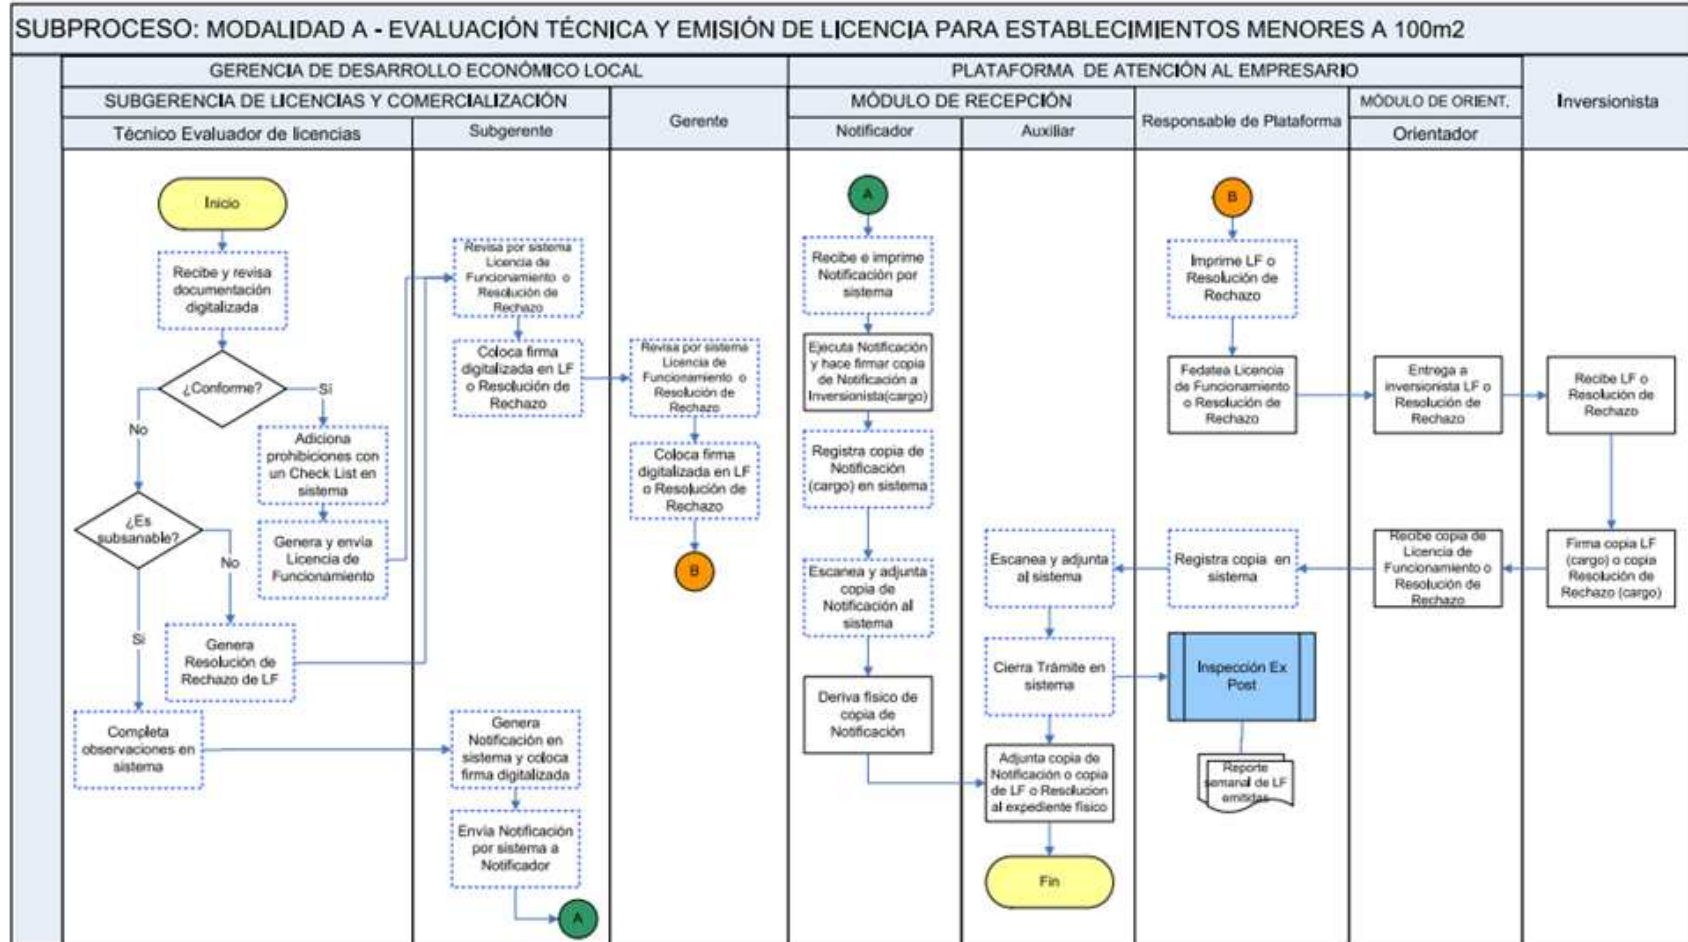 SUBPROCESO: MODALIDAD A - EVALUACIÓN TÉCNICA Y EMISIÓN DE LICENCIA PARA ESTABLECIMIENTOS MENORES A 100m2
GERENCIA DE DESARROLLO ECONÓMICO LOCAL
PLATAFORMA DE ATENCIÓN AL EMPRESARIO
Inversionista
SUBGERENCIA DE LICENCIAS Y COMERCIALIZACIÓN
Gerente
MÓDULO DE RECEPCIÓN
Responsable de Plataforma
MÓDULO DE ORIENT.
Técnico Evaluador de licencias
Subgerente
Notificador
Auxiliar
Orientador
Inicio
Recibe y revisa
documentación
digitalizada
¿Conforme?
Sí
No
Adiciona
prohibiciones con
un Check List en
sistema
¿Es
subsanable?
No
Sí
Genera y envía
Licencia de
Funcionamiento
Genera
Resolución de
Rechazo de LF
Completa
observaciones en
sistema
Revisa por sistema
Licencia de
Funcionamiento o
Resolución de
Rechazo
Coloca firma
digitalizada en LF
o Resolución de
Rechazo
Genera
Notificación en
sistema y coloca
firma digitalizada
Envía Notificación
por sistema a
Notificador
A
Revisa por sistema
Licencia de
Funcionamiento o
Resolución de
Rechazo
Coloca firma
digitalizada en LF
o Resolución de
Rechazo
B
A
Recibe e imprime
Notificación por
sistema
Ejecuta Notificación
y hace firmar copia
de Notificación a
Inversionista(cargo)
Registra copia de
Notificación
(cargo) en sistema
Escanea y adjunta
copia de
Notificación al
sistema
Deriva físico de
copia de
Notificación
Escanea y adjunta
al sistema
Cierra Trámite en
sistema
Adjunta copia de
Notificación o copia
de LF o Resolucion
al expediente físico
Fin
B
Imprime LF o
Resolución de
Rechazo
Fedatea Licencia
de Funcionamiento
o Resolución de
Rechazo
Registra copia en
sistema
Inspección Ex
Post
Reporte
semanal de LF
emitidas
Entrega a
inversionista LF o
Resolución de
Rechazo
Recibe copia de
Licencia de
Funcionamiento o
Resolución de
Rechazo
Recibe LF o
Resolución de
Rechazo
Firma copia LF
(cargo) o copia
Resolución de
Rechazo (cargo)